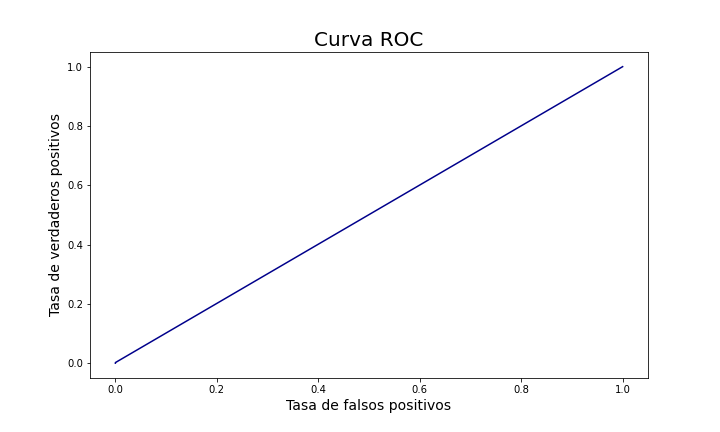 Curva ROC
Tasa de verdaderos positivos
1.0
0.8
0.6
0.4
0.2
0.0
0.0 0.2 0.4 0.6 0.8 1.0
Tasa de falsos positivos